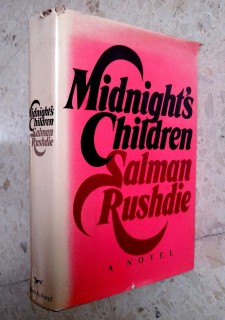 Midnight's
Children
Salman
Rushdie
Midnight's
Children
Salman
Rushdie
A NOVEL